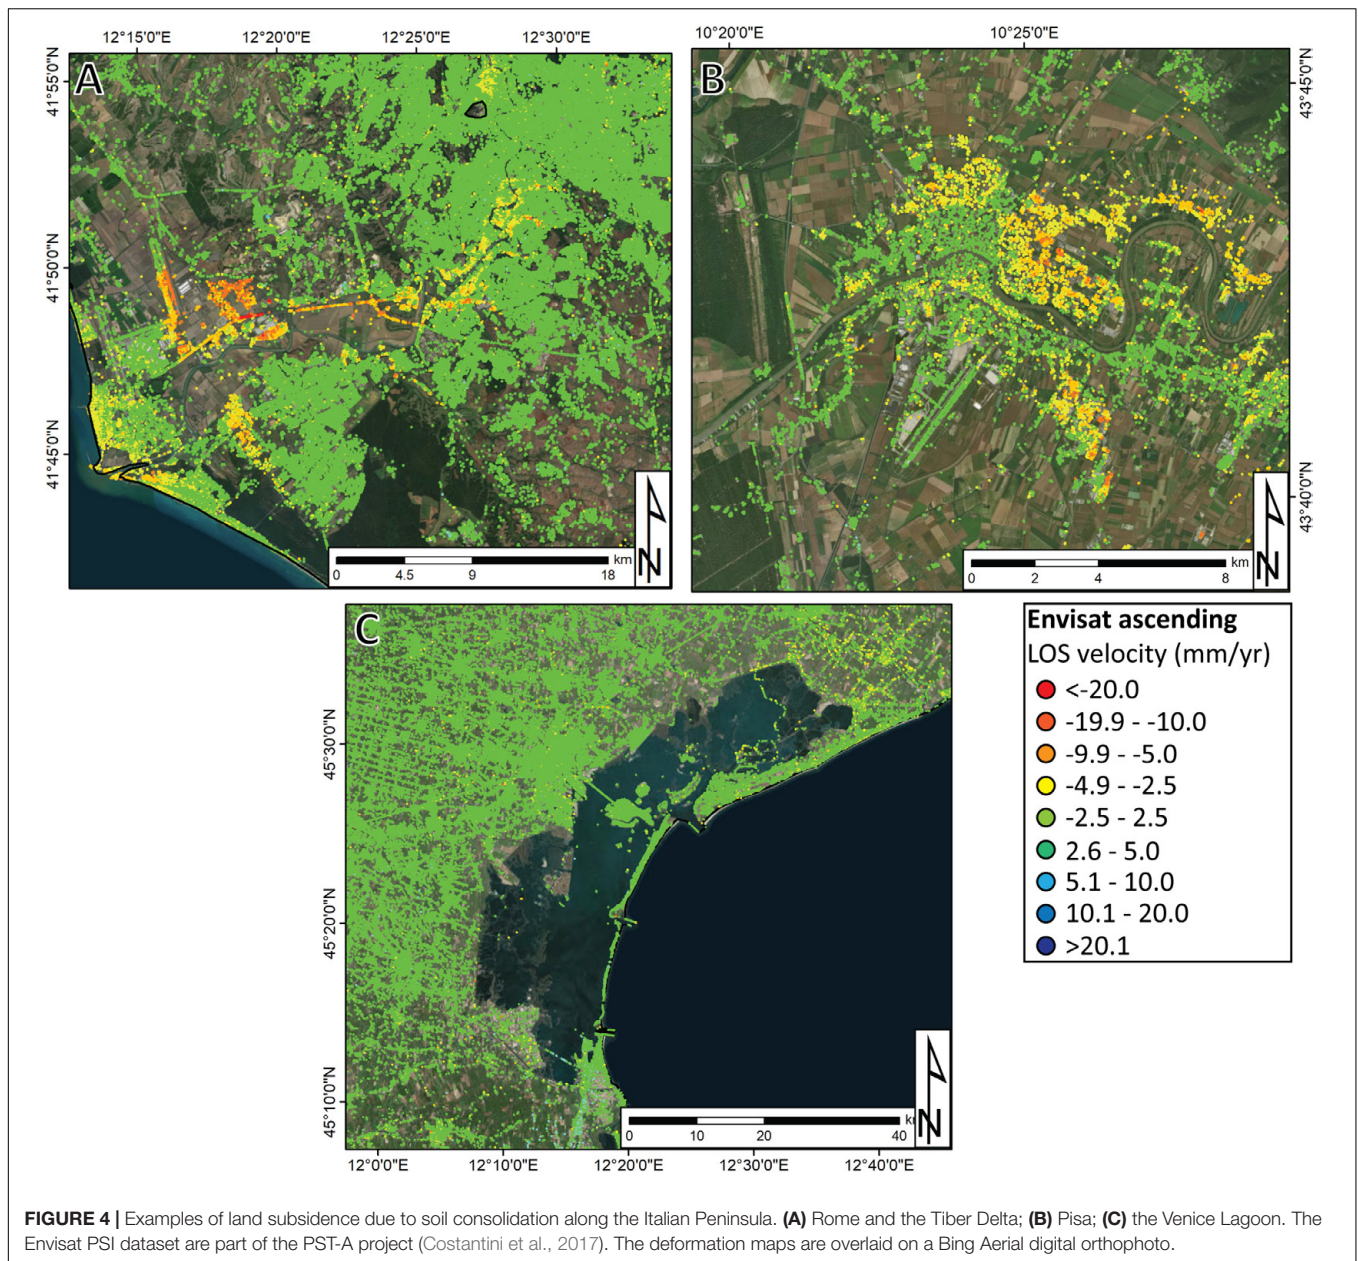 12°15'0"E 12°20'0"E 12°25'0"E 12°30'0"E
41°55'0"N
41°50'0"N
41°45'0"N
A
N
km
0 4.5 9 18
10°20'0"E 10°25'0"E
43°45'0"N
43°40'0"N
B
N
km
0 2 4 8
C
45°30'0"N
45°20'0"N
45°10'0"N
N
0 10 20 40
12°0'0"E 12°10'0"E 12°20'0"E 12°30'0"E 12°40'0"E
Envisat ascending
LOS velocity (mm/yr)
<-20.0
-19.9 - -10.0
-9.9 - -5.0
-4.9 - -2.5
-2.5 - 2.5
2.6 - 5.0
5.1 - 10.0
10.1 - 20.0
>20.1
FIGURE 4 | Examples of land subsidence due to soil consolidation along the Italian Peninsula. (A) Rome and the Tiber Delta; (B) Pisa; (C) the Venice Lagoon. The
Envisat PSI dataset are part of the PST-A project (Costantini et al., 2017). The deformation maps are overlaid on a Bing Aerial digital orthophoto.